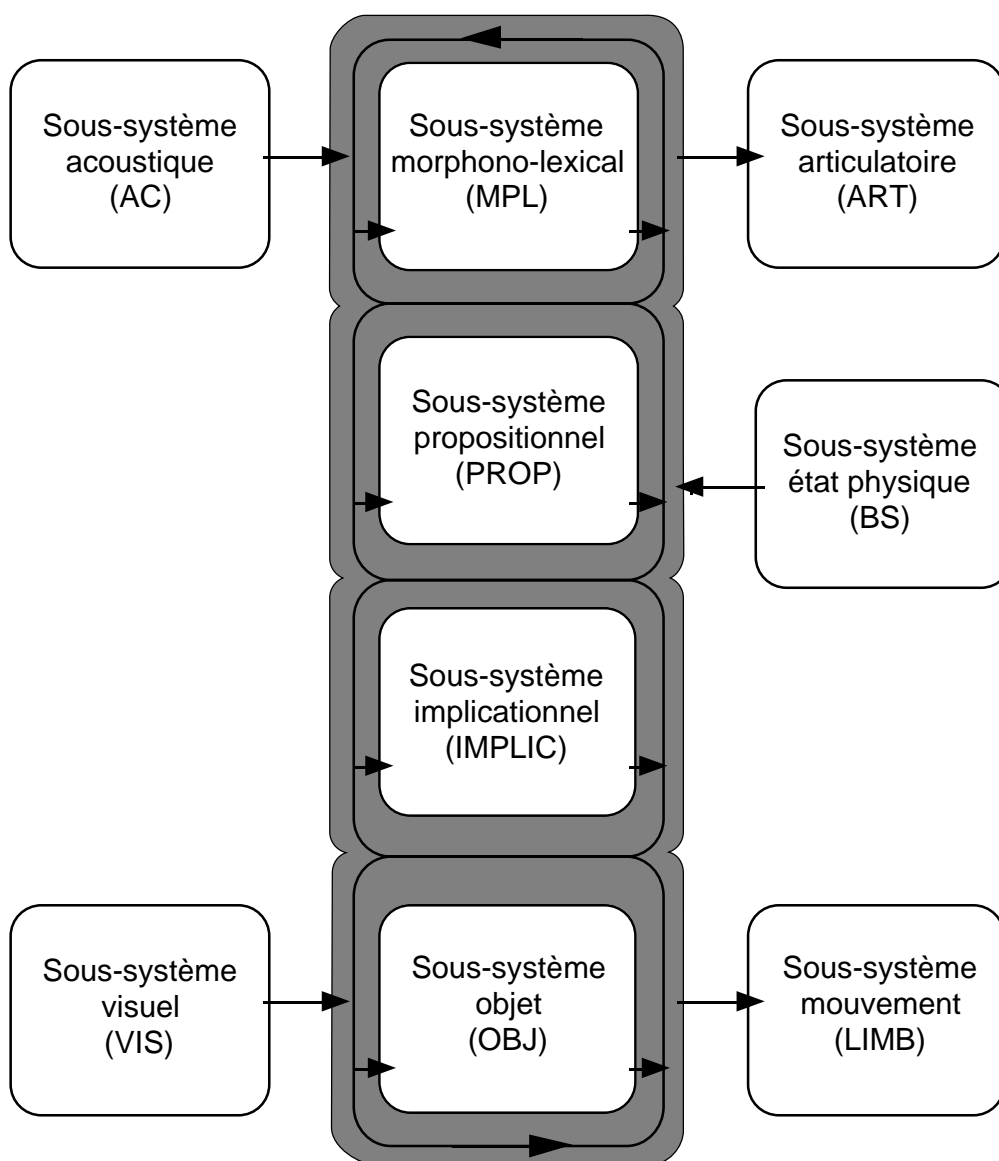 Sous-système
acoustique
(AC)
Sous-système
morphono-lexical
(MPL)
Sous-système
articulatoire
(ART)
Sous-système
propositionnel
(PROP)
Sous-système
état physique
(BS)
Sous-système
implicationnel
(IMPLIC)
Sous-système
visuel
(VIS)
Sous-système
objet
(OBJ)
Sous-système
mouvement
(LIMB)